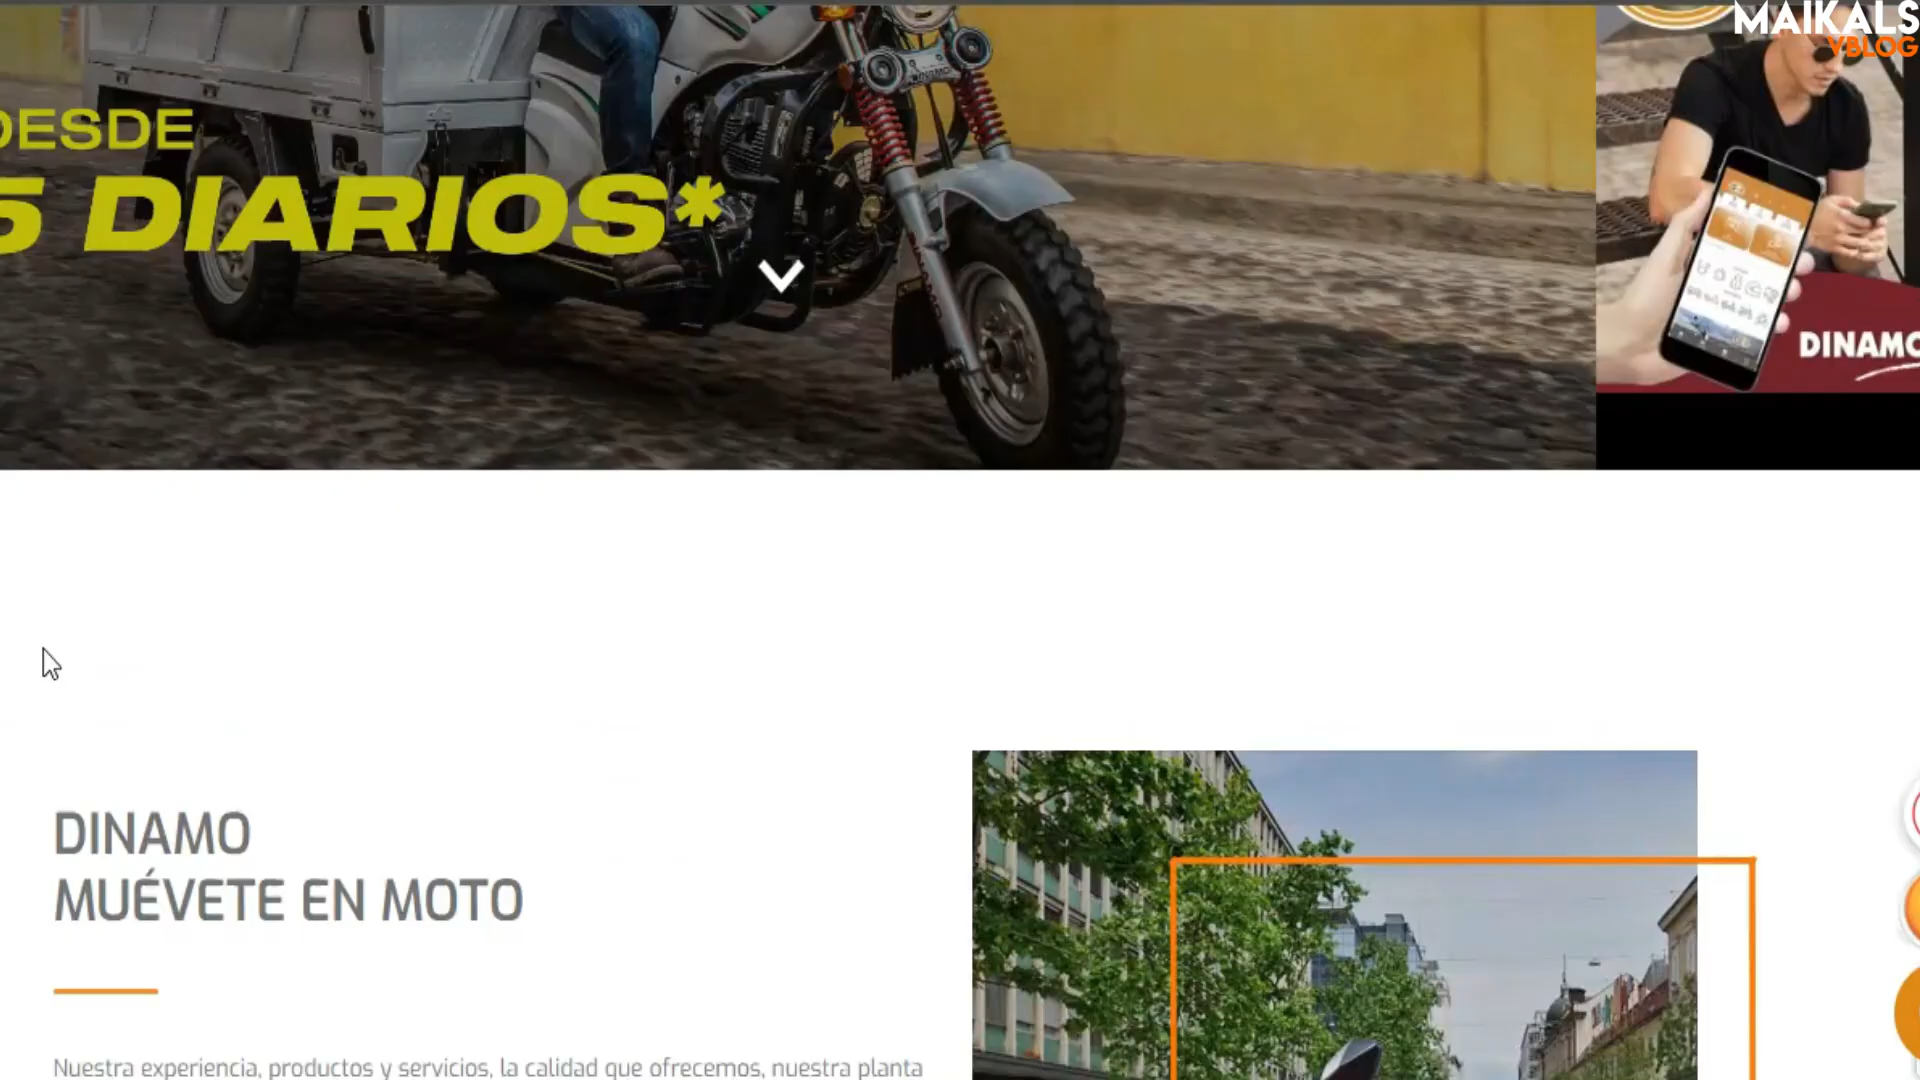 MAIKALS
VBLOG
DESDE
5 DIARIOS*
DINAMO
DINAMO
MUÉVETE EN MOTO
Nuestra experiencia, productos y servicios, la calidad que ofrecemos, nuestra planta